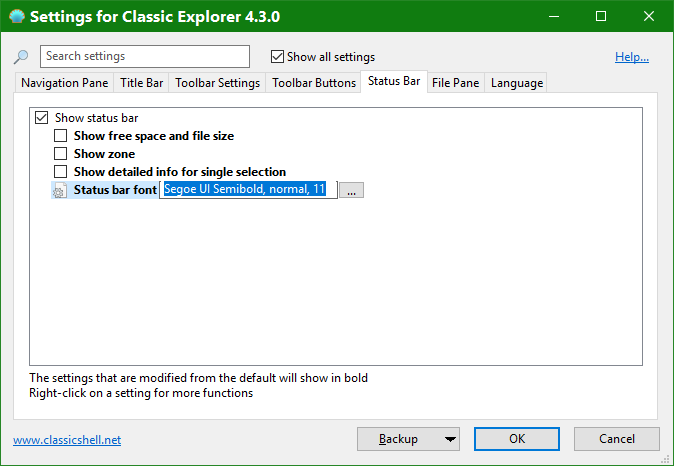 Settings for Classic Explorer 4.3.0
Search settings
Show all settings
Help...
Navigation Pane
Title Bar
Toolbar Settings
Toolbar Buttons
Status Bar
File Pane
Language
Show status bar
Show free space and file size
Show zone
Show detailed info for single selection
Status bar font Segoe UI Semibold, normal, 11 ...
The settings that are modified from the default will show in bold
Right-click on a setting for more functions
www.classicshell.net
Backup
OK
Cancel